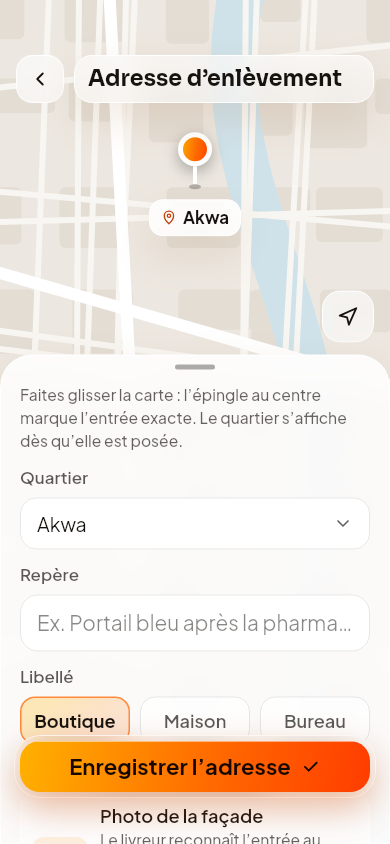 Adresse d’enlèvement
Akwa
Faites glisser la carte : l’épingle au centre
marque l’entrée exacte. Le quartier s’affiche
dès qu’elle est posée.
Quartier
Akwa
Repère
Ex. Portail bleu après la pharma…
Libellé
Boutique
Maison
Bureau
Enregistrer l’adresse
Photo de la façade
Le livreur reconnaît l’entrée au